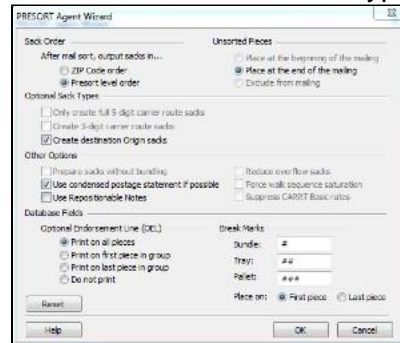 PRESORT Agent Wizard
Sack Order
After mail sort, output sacks in...
ZIP Code order
Presort level order
Unsorted Pieces
Place at the beginning of the mailing
Place at the end of the mailing
Exclude from mailing
Optional Sack Types
Only create full 5-digit carrier route sacks
Create 3-digit carrier route sacks
Create destination Origin sacks
Other Options
Prepare sacks without bundling
Use condensed postage statement if possible
Use Repositionable Notes
Reduce overflow sacks
Force walk sequence saturation
Suppress CARRT Basic rates
Database Fields
Optional Endorsement Line (OEL)
Print on all pieces
Print on first piece in group
Print on last piece in group
Do not print
Break Marks
Bundle: #
Tray: ##
Pallet: ###
Place on: First piece Last piece
Reset
Help OK Cancel